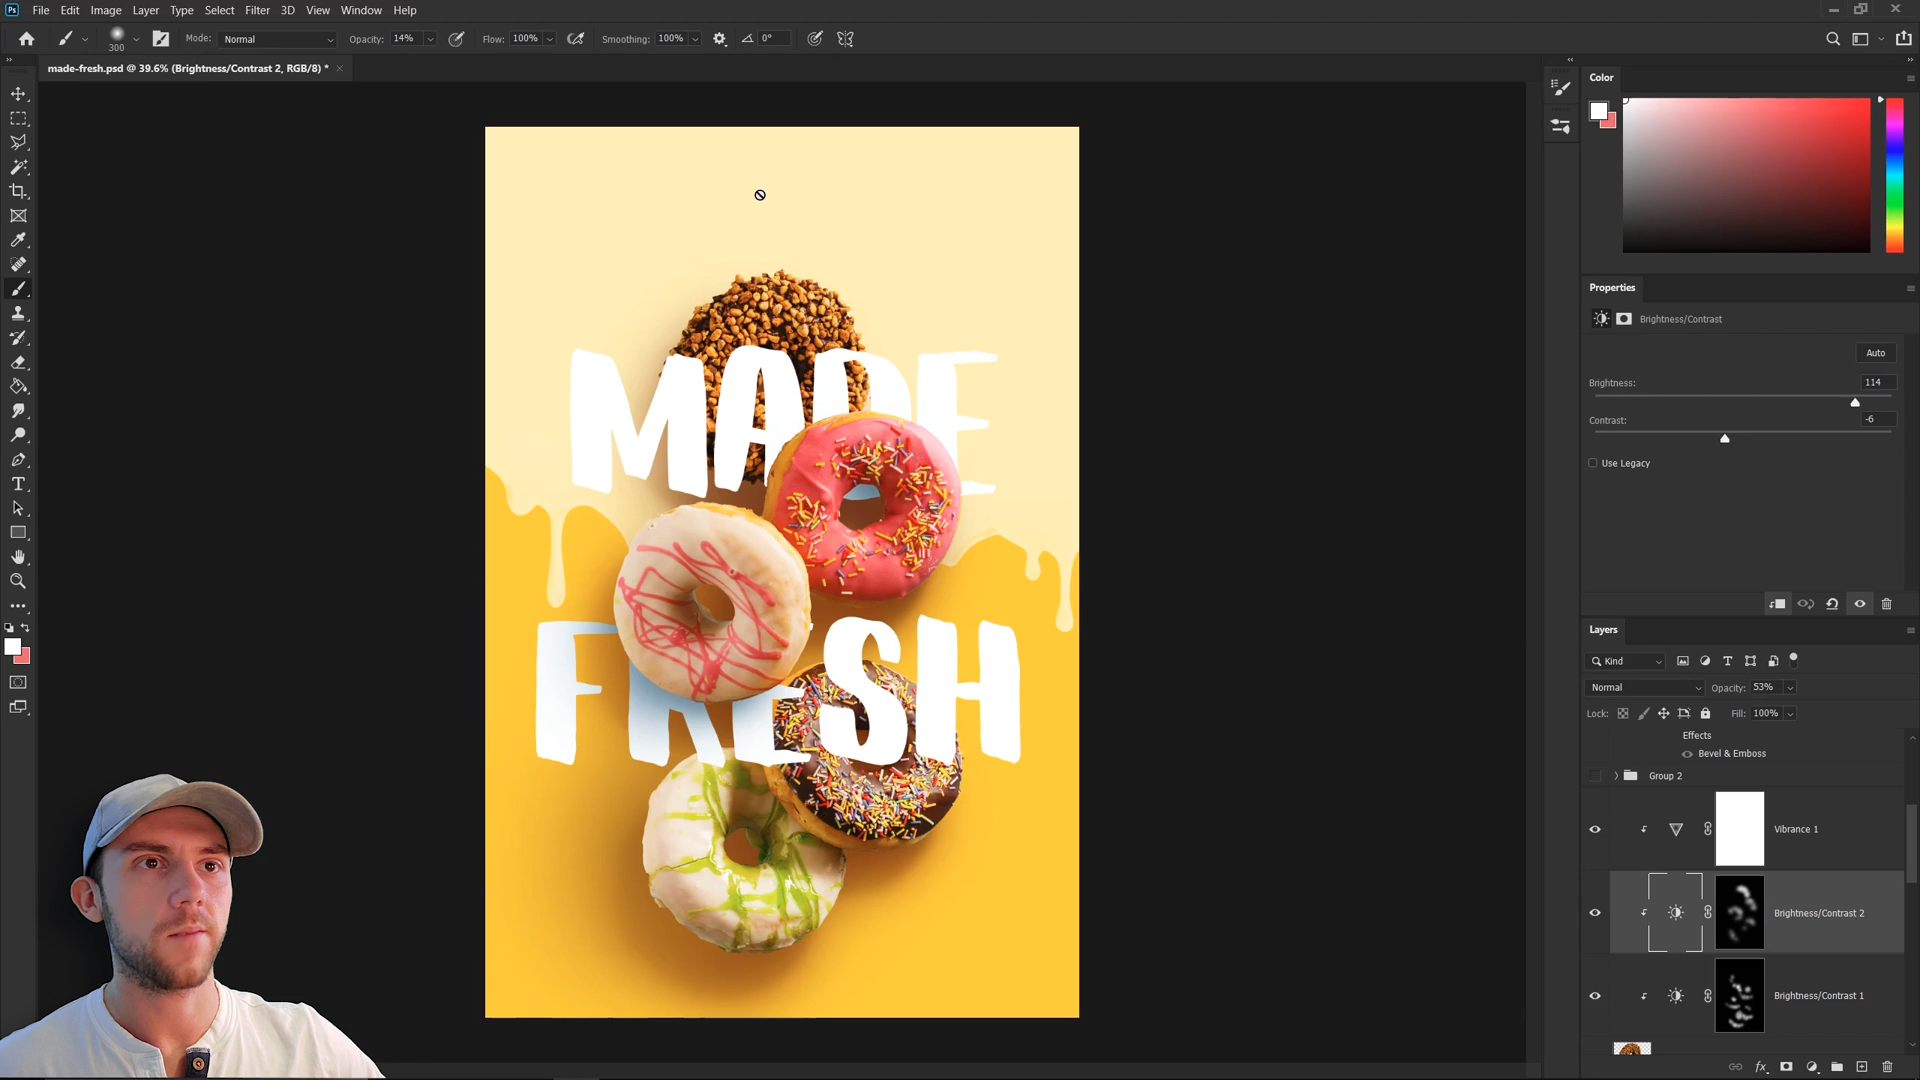 Ps File Edit Image Layer Type Select Filter 3D View Window Help
300 Mode: Normal Opacity: 14% Flow: 100% Smoothing: 100% 0°
made-fresh.psd @ 39.6% (Brightness/Contrast 2, RGB/8) *
MADE
FRESH
Color
Properties
Brightness/Contrast
Auto
Brightness: 114
Contrast: -6
Use Legacy
Layers
Kind
Normal Opacity: 53%
Lock: Fill: 100%
Effects
Bevel & Emboss
Group 2
Vibrance 1
Brightness/Contrast 2
Brightness/Contrast 1
fx